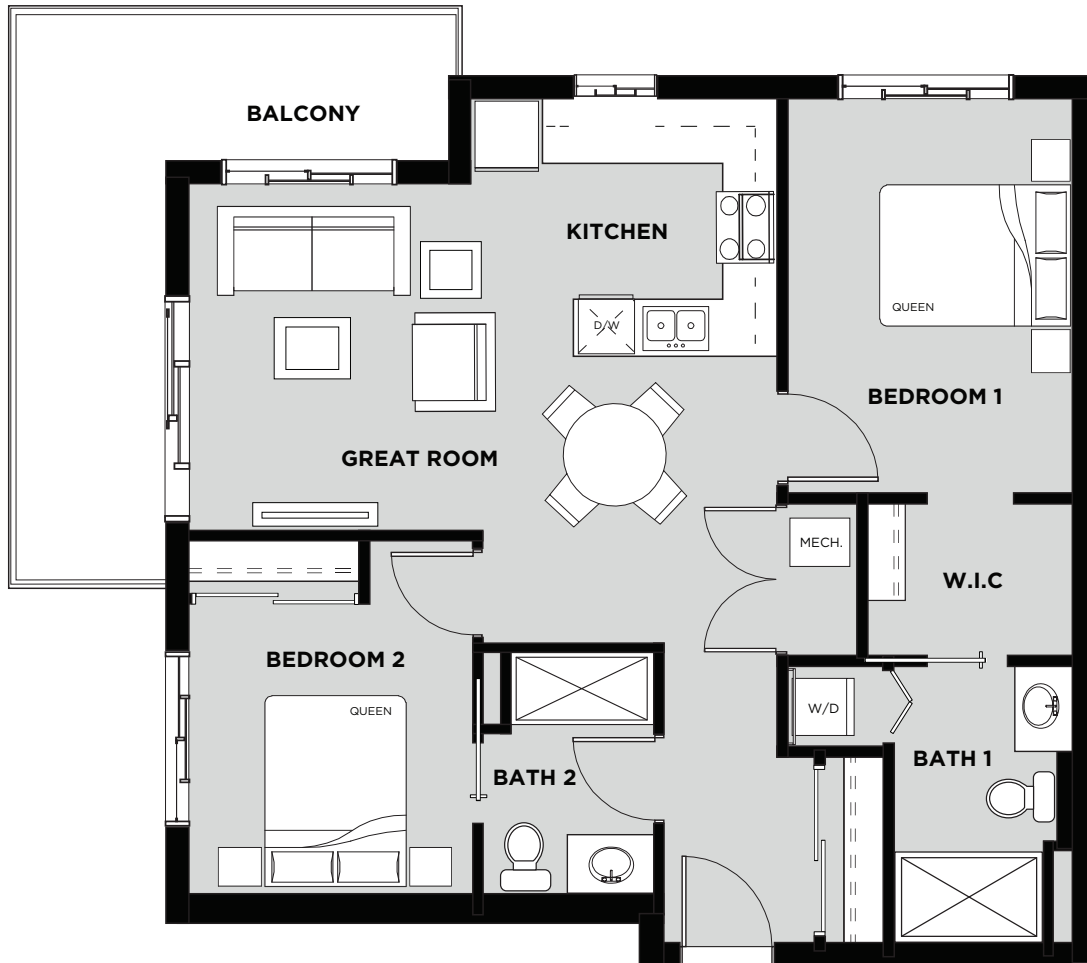 BALCONY
KITCHEN
D/W
QUEEN
BEDROOM 1
GREAT ROOM
MECH.
W.I.C
BEDROOM 2
QUEEN
W/D
BATH 1
BATH 2